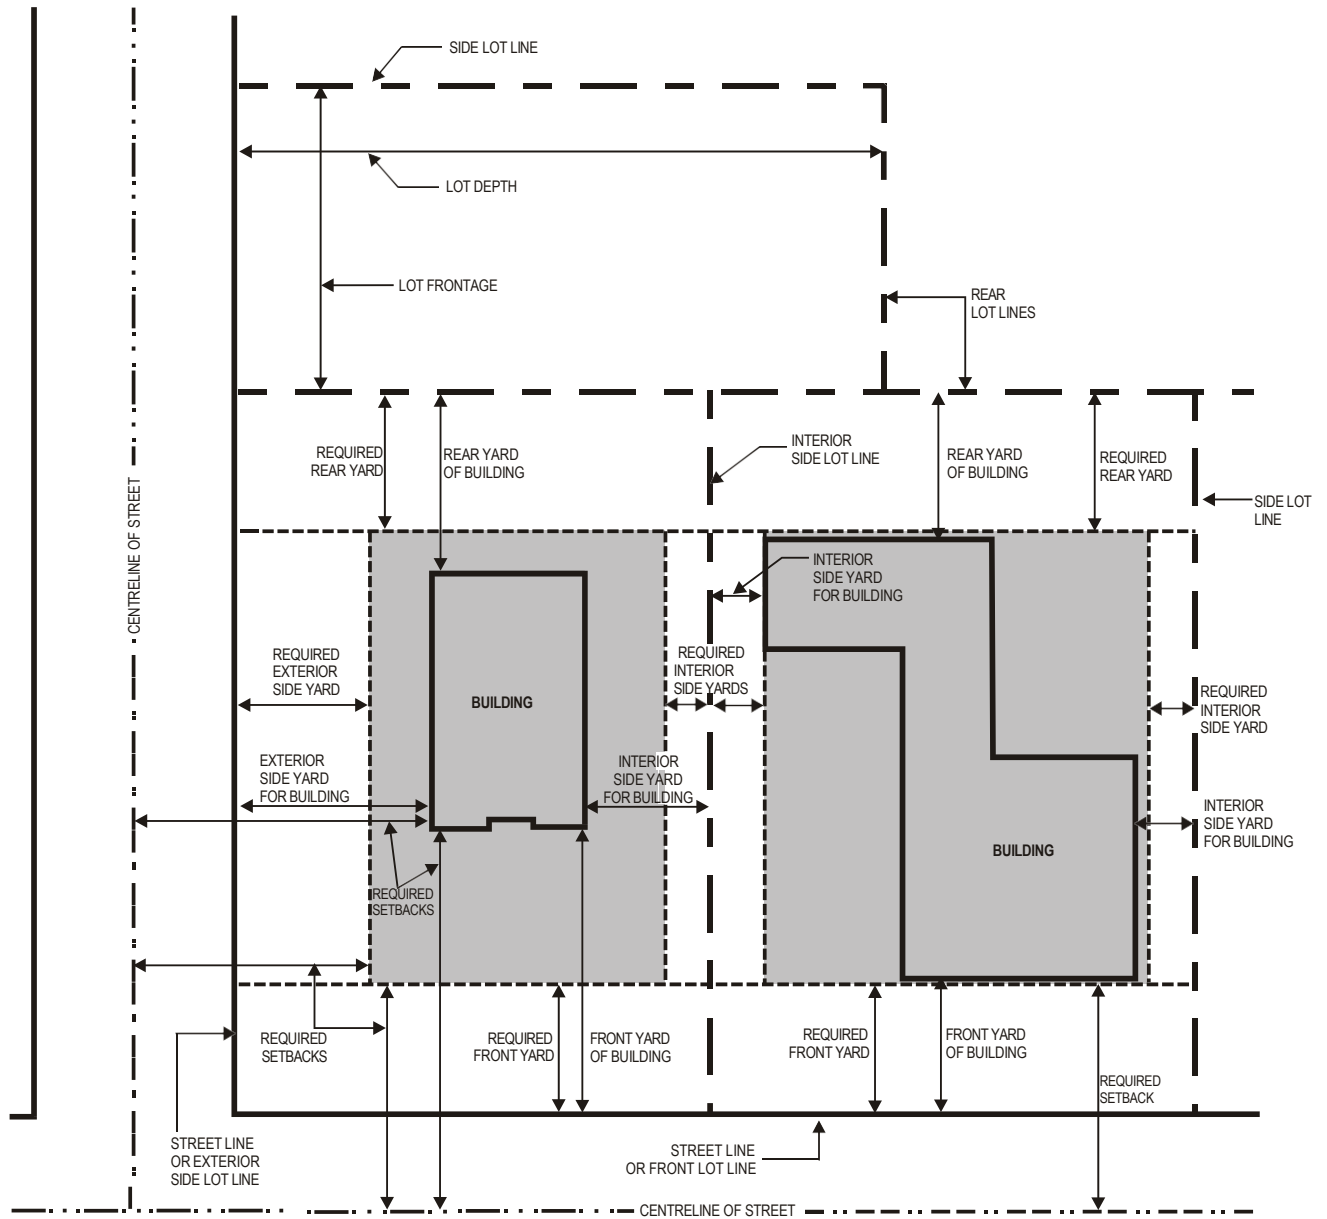 SIDE LOT LINE
LOT DEPTH
LOT FRONTAGE
REAR
LOT LINES
REQUIRED
REAR YARD
REAR YARD
OF BUILDING
INTERIOR
SIDE LOT LINE
REAR YARD
OF BUILDING
REQUIRED
REAR YARD
SIDE LOT
LINE
CENTRELINE OF STREET
INTERIOR
SIDE YARD
FOR BUILDING
REQUIRED
EXTERIOR
SIDE YARD
BUILDING
REQUIRED
INTERIOR
SIDE YARDS
REQUIRED
INTERIOR
SIDE YARD
EXTERIOR
SIDE YARD
FOR BUILDING
INTERIOR
SIDE YARD
FOR BUILDING
INTERIOR
SIDE YARD
FOR BUILDING
BUILDING
REQUIRED
SETBACKS
REQUIRED
SETBACKS
REQUIRED
FRONT YARD
FRONT YARD
OF BUILDING
REQUIRED
FRONT YARD
FRONT YARD
OF BUILDING
REQUIRED
SETBACK
STREET LINE
OR EXTERIOR
SIDE LOT LINE
STREET LINE
OR FRONT LOT LINE
CENTRELINE OF STREET